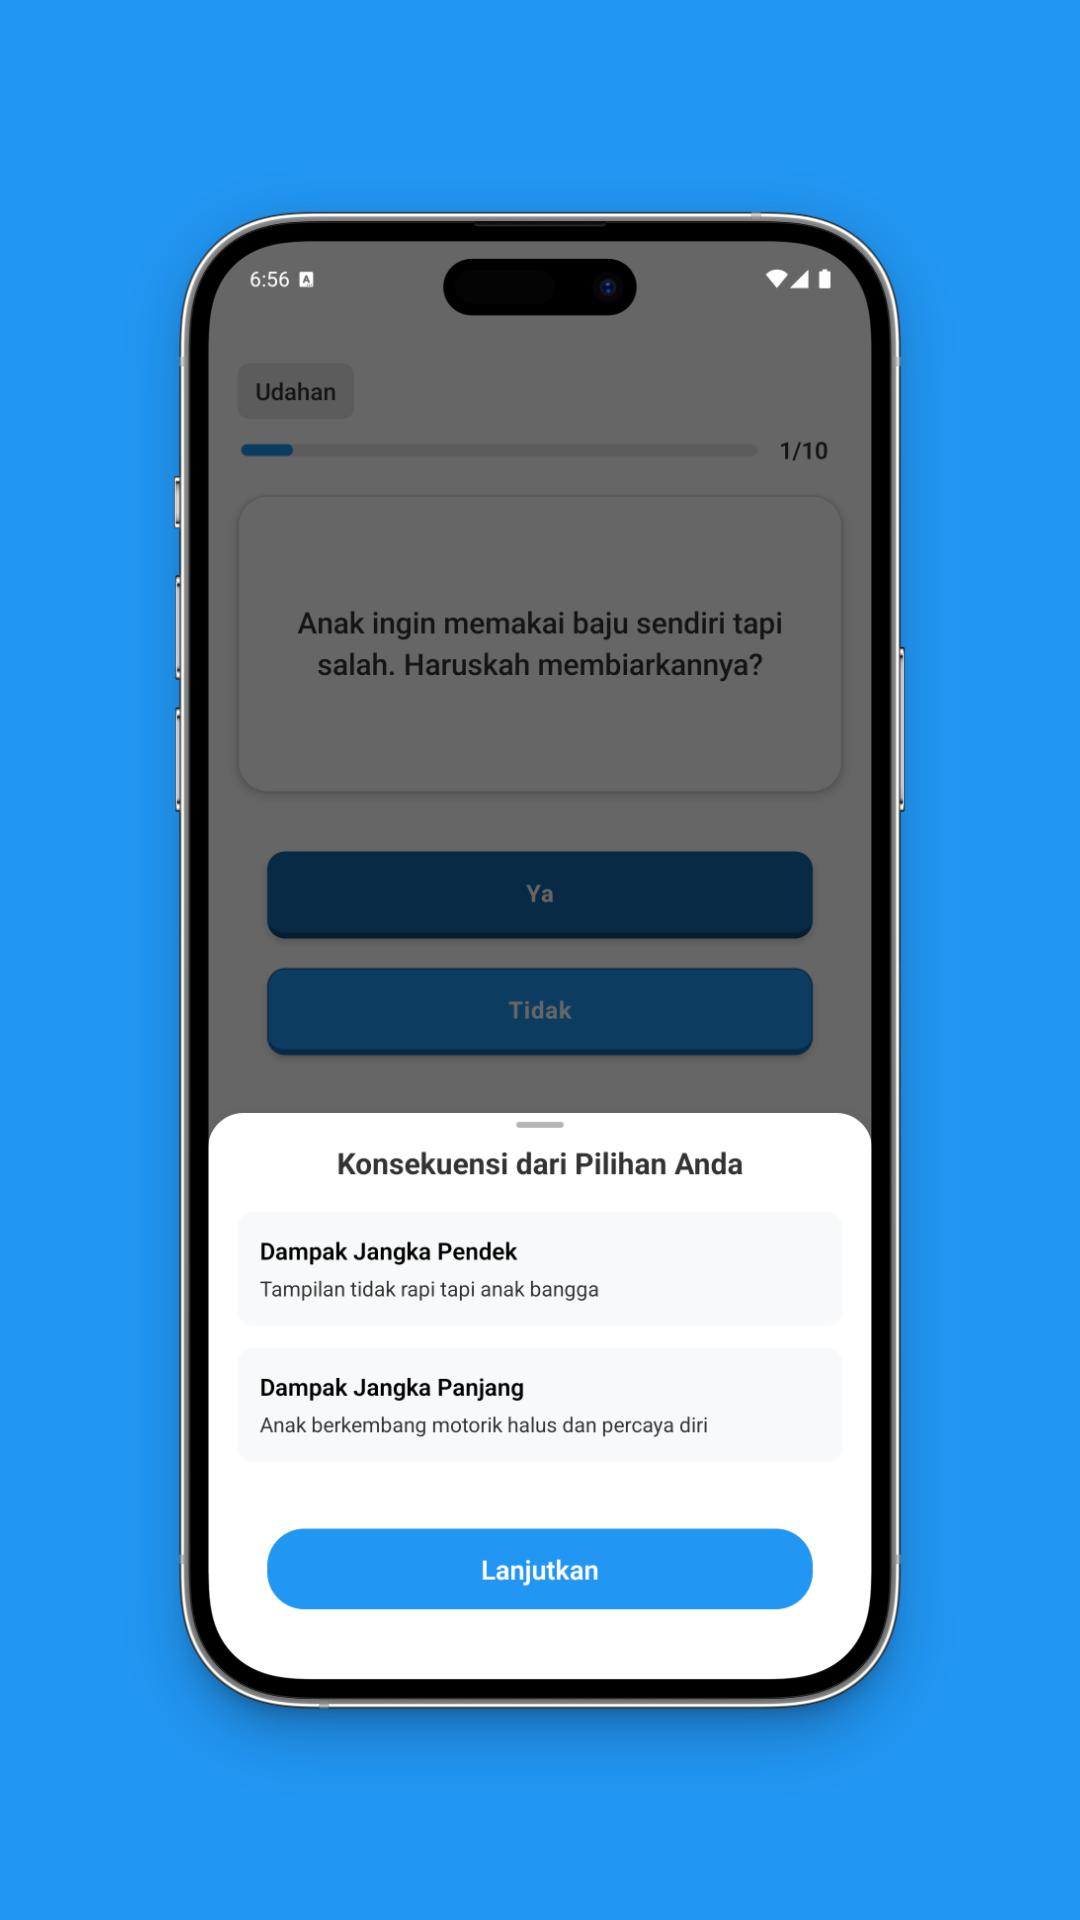 6:56
Udahan
1/10
Anak ingin memakai baju sendiri tapi
salah. Haruskah membiarkannya?
Ya
Tidak
Konsekuensi dari Pilihan Anda
Dampak Jangka Pendek
Tampilan tidak rapi tapi anak bangga
Dampak Jangka Panjang
Anak berkembang motorik halus dan percaya diri
Lanjutkan